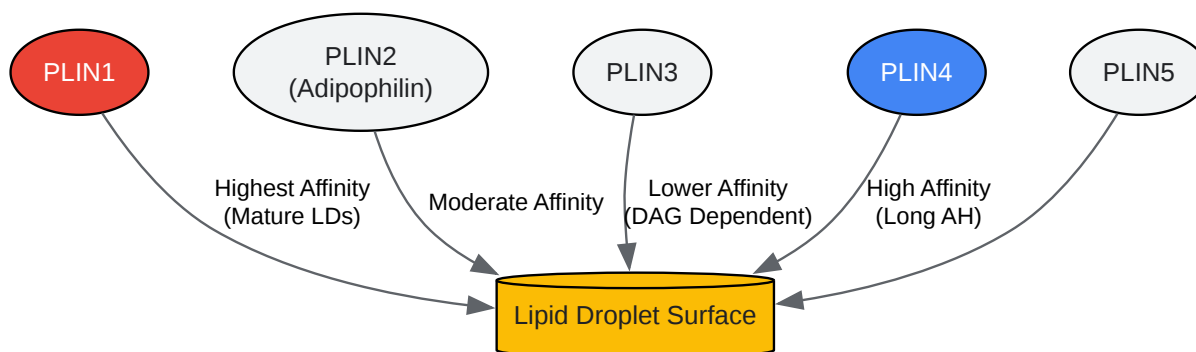 PLIN1
PLIN2
(Adipophilin)
PLIN3
PLIN4
PLIN5
Highest Affinity
(Mature LDs)
Moderate Affinity
Lower Affinity
(DAG Dependent)
High Affinity
(Long AH)
Lipid Droplet Surface